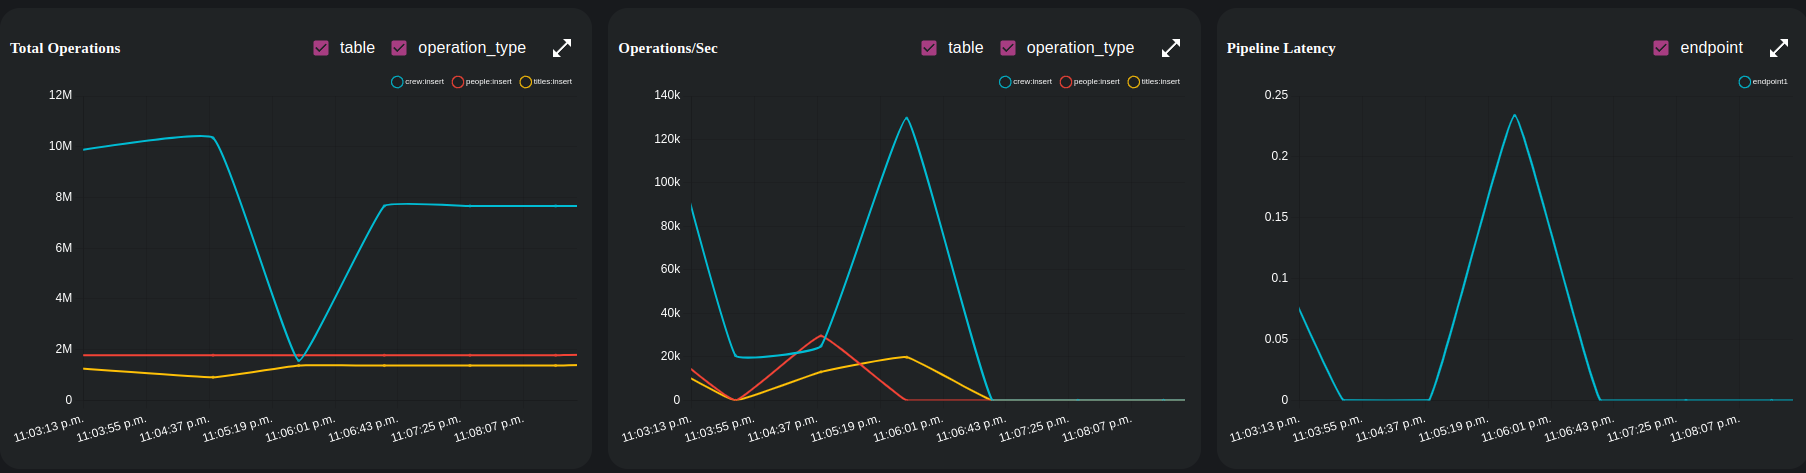 Total Operations
table
operation_type
crew:insert
people:insert
titles:insert
12M
10M
8M
6M
4M
2M
0
11:03:13 p.m.
11:03:55 p.m.
11:04:37 p.m.
11:05:19 p.m.
11:06:01 p.m.
11:06:43 p.m.
11:07:25 p.m.
11:08:07 p.m.
Operations/Sec
table
operation_type
crew:insert
people:insert
titles:insert
140k
120k
100k
80k
60k
40k
20k
0
11:03:13 p.m.
11:03:55 p.m.
11:04:37 p.m.
11:05:19 p.m.
11:06:01 p.m.
11:06:43 p.m.
11:07:25 p.m.
11:08:07 p.m.
Pipeline Latency
endpoint
endpoint1
0.25
0.2
0.15
0.1
0.05
0
11:03:13 p.m.
11:03:55 p.m.
11:04:37 p.m.
11:05:19 p.m.
11:06:01 p.m.
11:06:43 p.m.
11:07:25 p.m.
11:08:07 p.m.